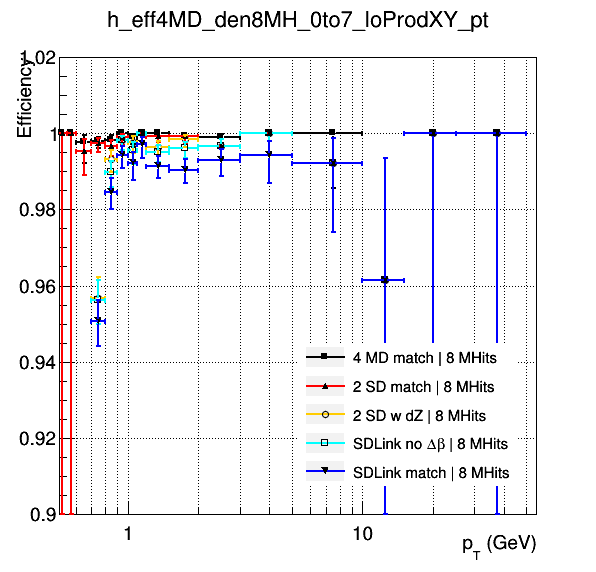 h_eff4MD_den8MH_0to7_loProdXY_pt
Efficiency
1.02
1
0.98
0.96
0.94
0.92
0.9
4 MD match | 8 MHits
2 SD match | 8 MHits
2 SD w dZ | 8 MHits
SDLink no Δβ | 8 MHits
SDLink match | 8 MHits
1
10
p_T (GeV)